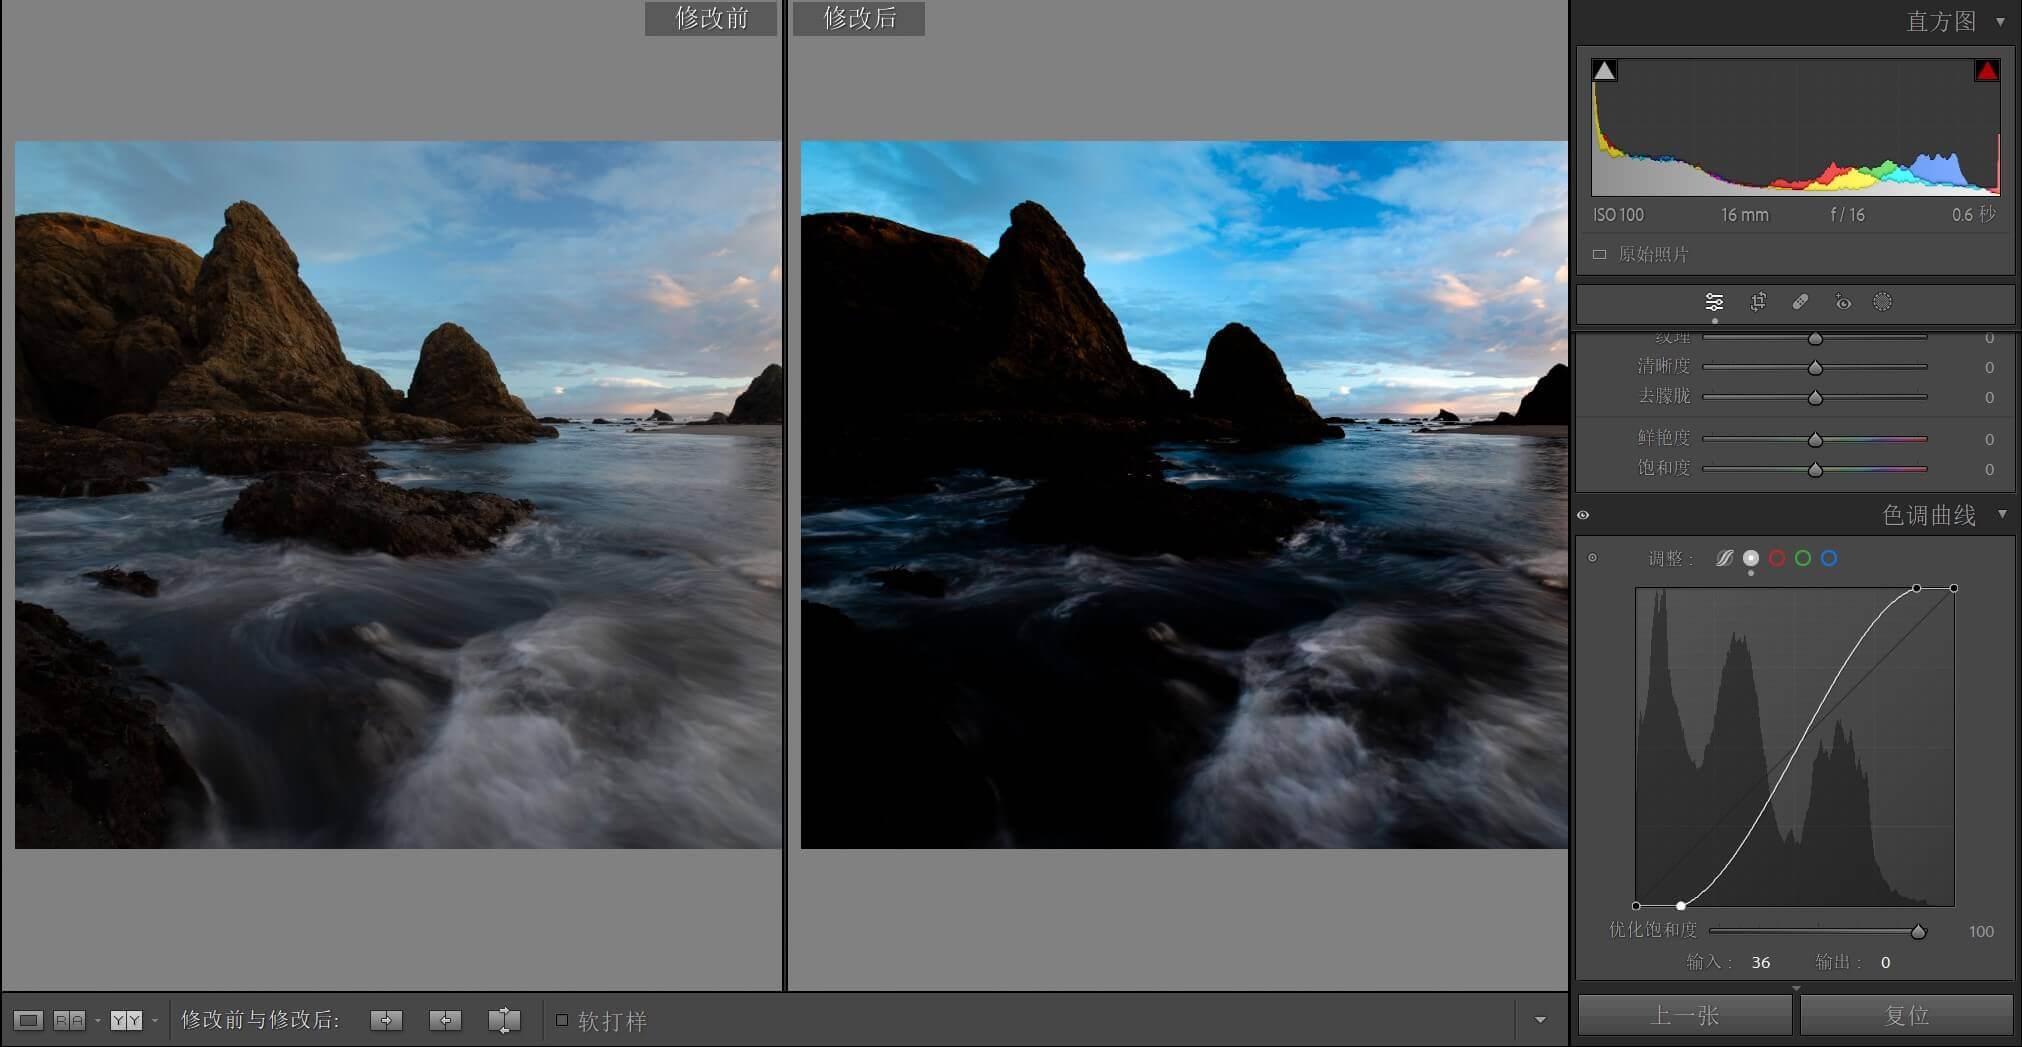 修改前
修改后
直方图
ISO 100 16 mm f / 16 0.6 秒
原始照片
纹理 0
清晰度 0
去朦胧 0
鲜艳度 0
饱和度 0
色调曲线
调整：
优化饱和度 100
输入： 36 输出： 0
R A Y Y 修改前与修改后: 软打样
上一张 复位